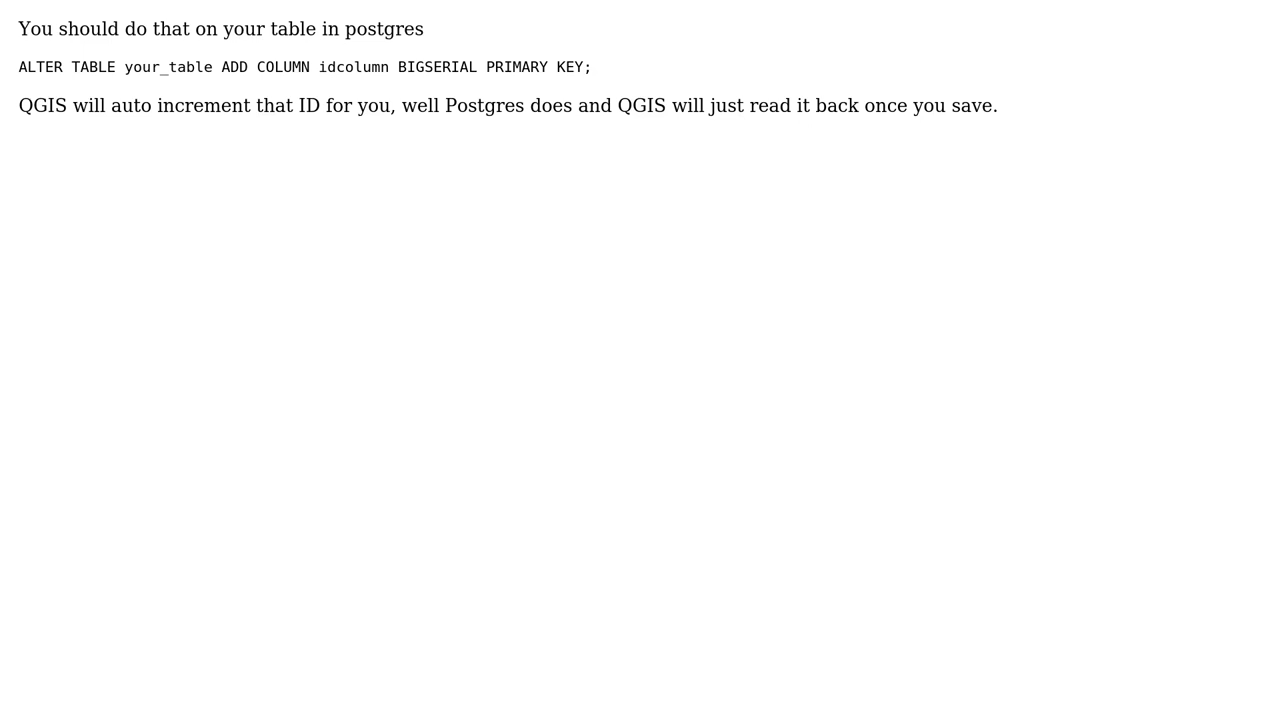 You should do that on your table in postgres
ALTER TABLE your_table ADD COLUMN idcolumn BIGSERIAL PRIMARY KEY;
QGIS will auto increment that ID for you, well Postgres does and QGIS will just read it back once you save.